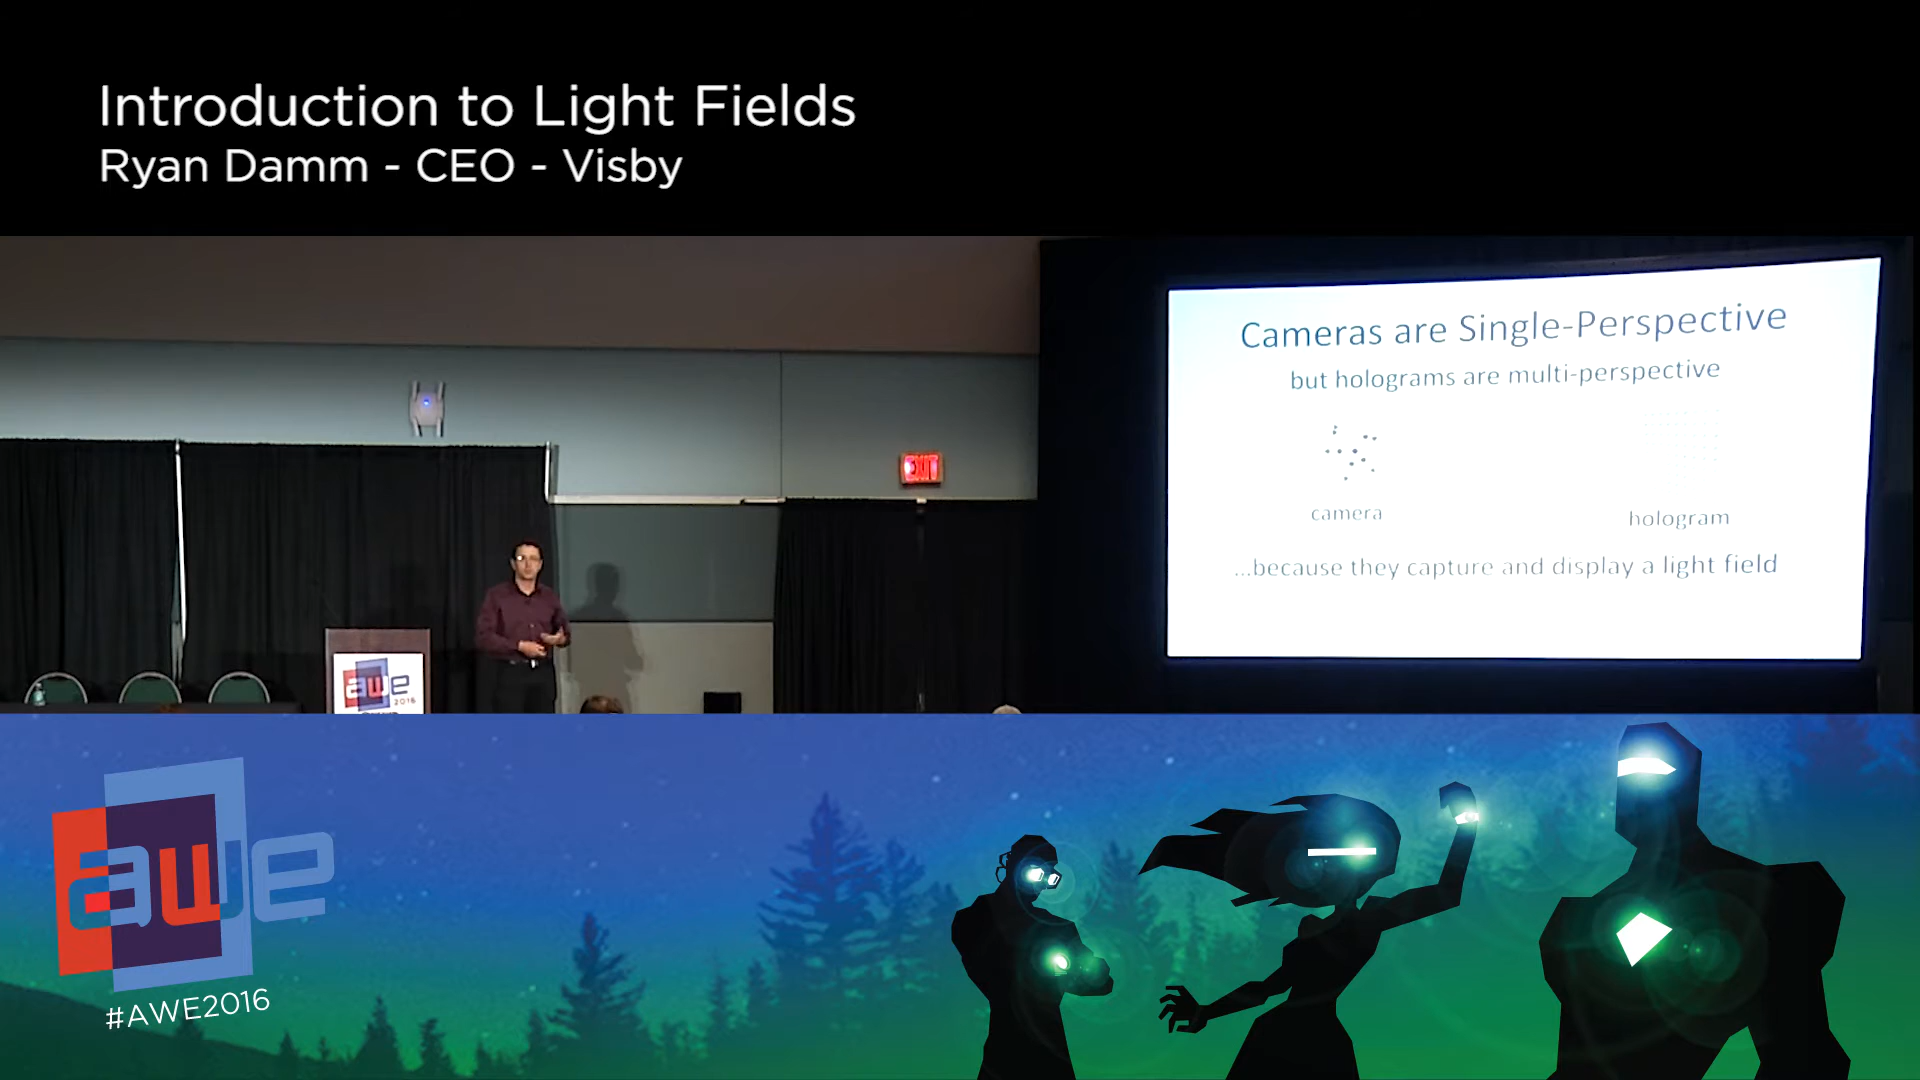 Introduction to Light Fields
Ryan Damm - CEO - Visby
Cameras are Single-Perspective
but holograms are multi-perspective
camera
hologram
...because they capture and display a light field
EXIT
awe
2016
awe
#AWE2016